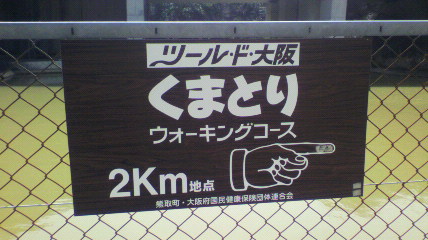 ツール・ド・大阪
くまとり
ウォーキングコース
2Km地点
熊取町・大阪府国民健康保険団体連合会